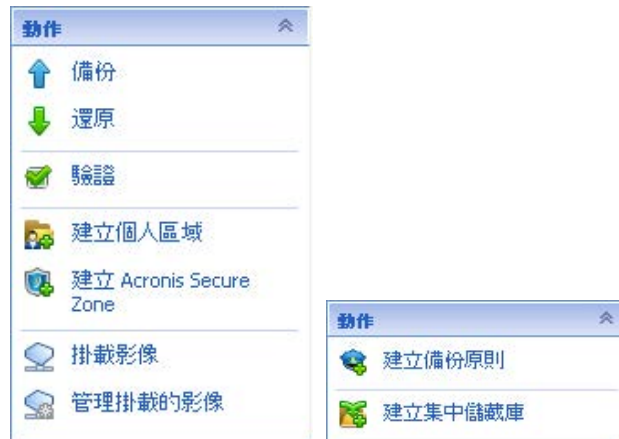 動作
備份
還原
驗證
建立個人區域
建立 Acronis Secure
Zone
掛載影像
管理掛載的影像
動作
建立備份原則
建立集中儲藏庫